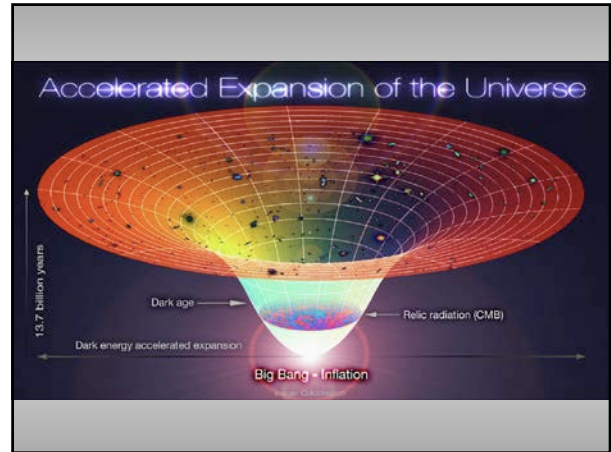 Accelerated Expansion of the Universe
13.7 billion years
Dark age
Relic radiation (CMB)
Dark energy accelerated expansion
Big Bang - Inflation